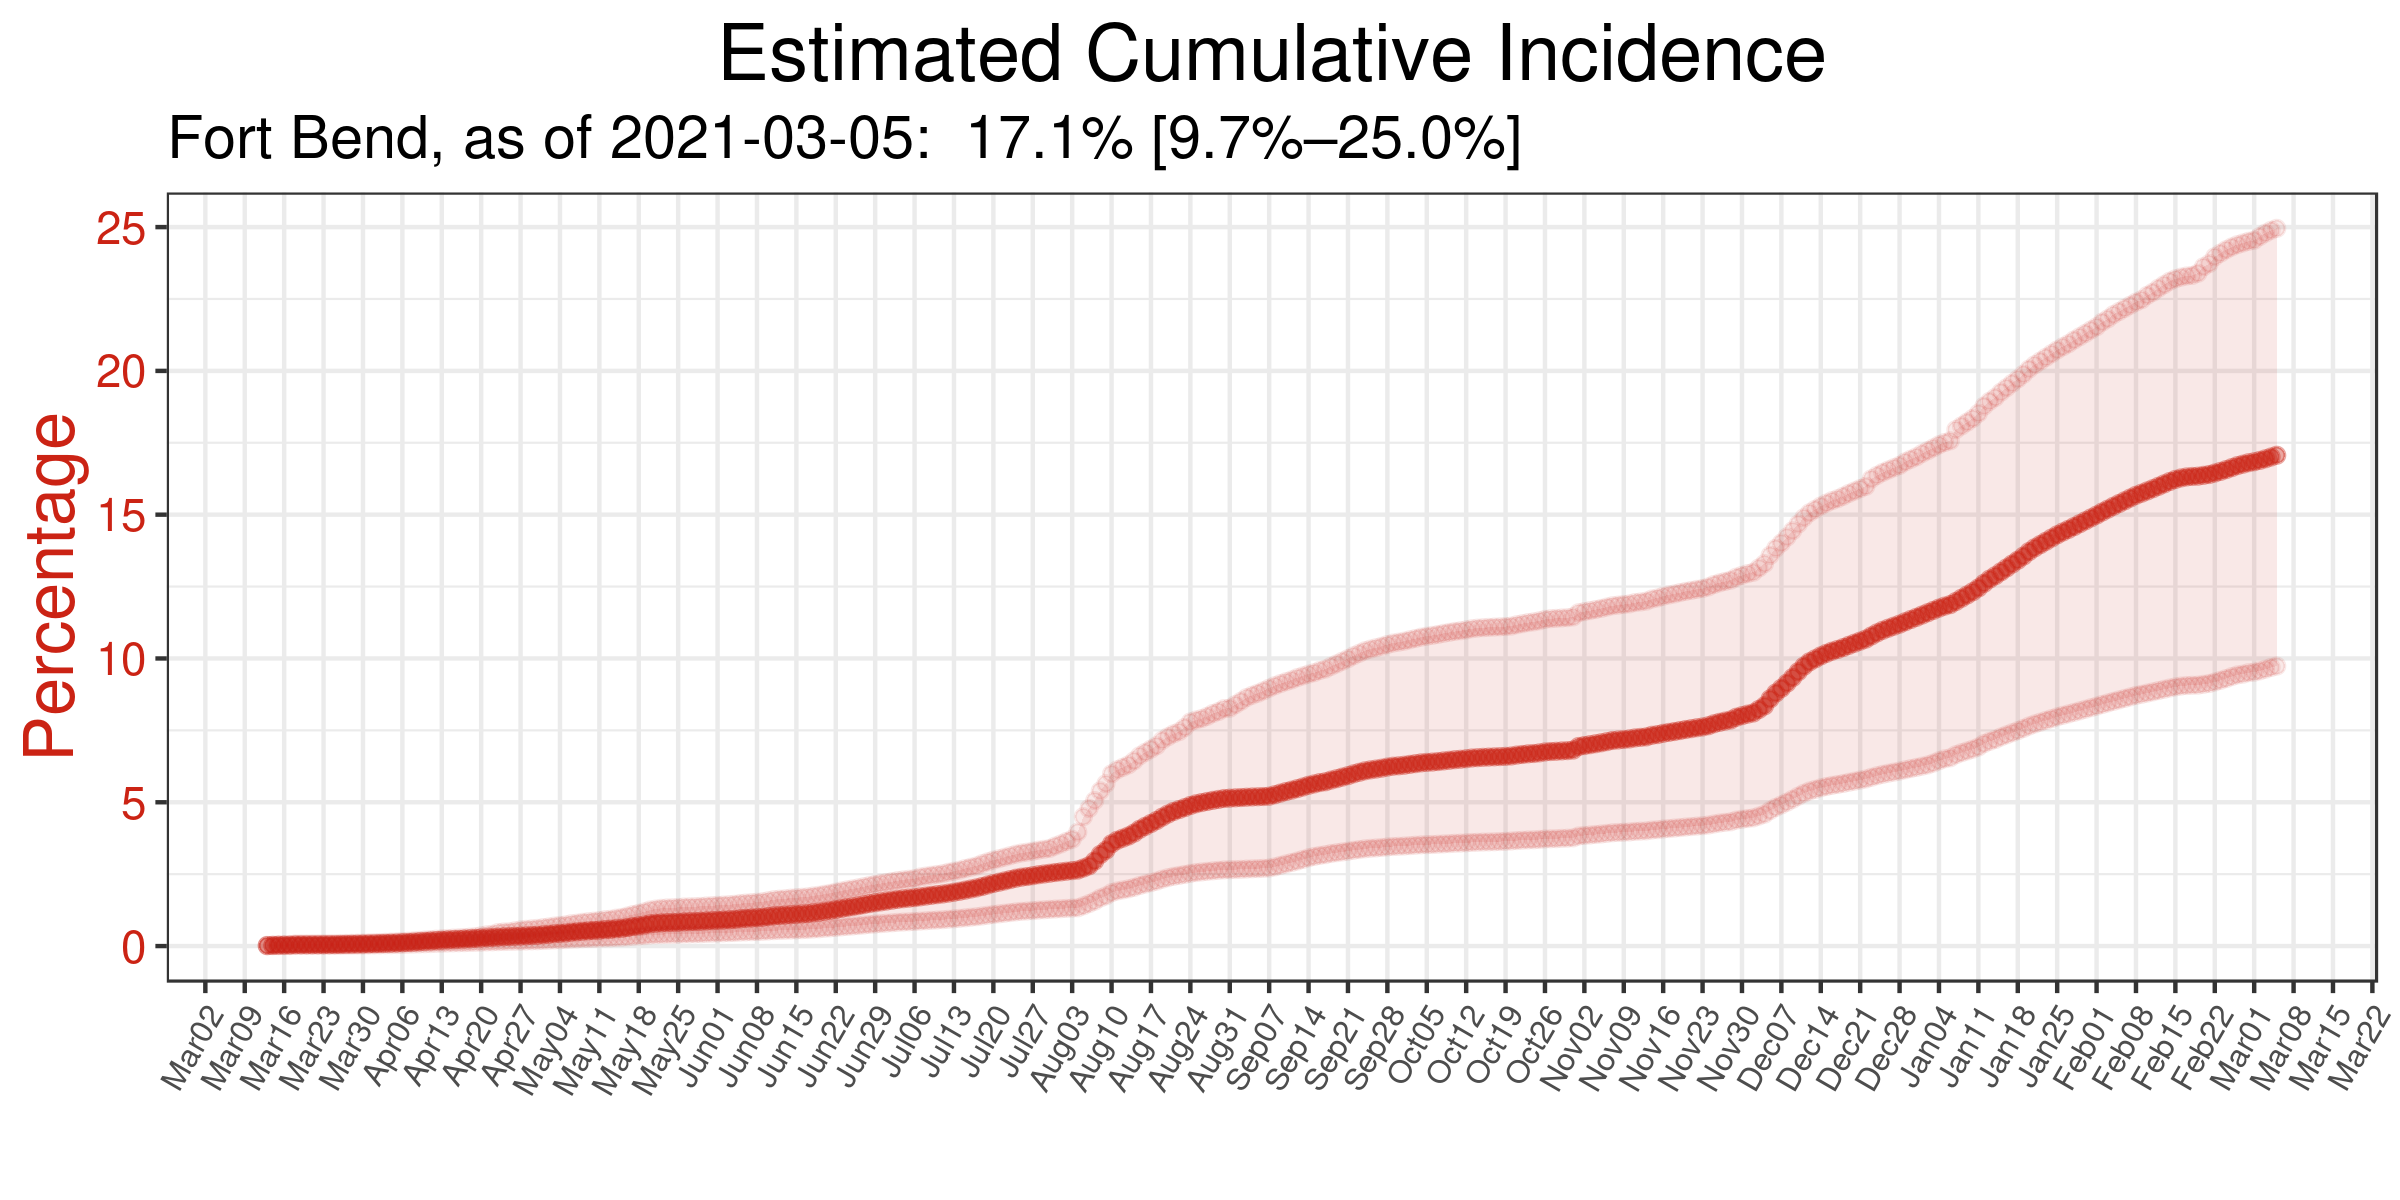 Estimated Cumulative Incidence
Fort Bend, as of 2021-03-05:  17.1% [9.7%–25.0%]
Percentage
25
20
15
10
5
0
Mar02
Mar09
Mar16
Mar23
Mar30
Apr06
Apr13
Apr20
Apr27
May04
May11
May18
May25
Jun01
Jun08
Jun15
Jun22
Jun29
Jul06
Jul13
Jul20
Jul27
Aug03
Aug10
Aug17
Aug24
Aug31
Sep07
Sep14
Sep21
Sep28
Oct05
Oct12
Oct19
Oct26
Nov02
Nov09
Nov16
Nov23
Nov30
Dec07
Dec14
Dec21
Dec28
Jan04
Jan11
Jan18
Jan25
Feb01
Feb08
Feb15
Feb22
Mar01
Mar08
Mar15
Mar22